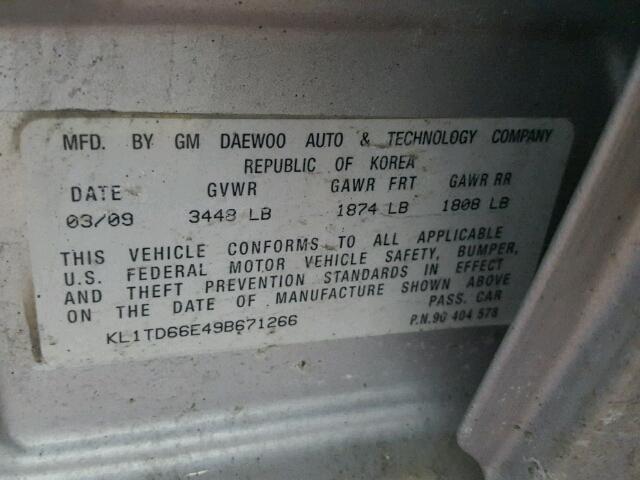 MFD. BY GM DAEWOO AUTO & TECHNOLOGY COMPANY
REPUBLIC OF KOREA
DATE GVWR GAWR FRT GAWR RR
03/09 3448 LB 1874 LB 1808 LB
THIS VEHICLE CONFORMS TO ALL APPLICABLE
U.S. FEDERAL MOTOR VEHICLE SAFETY, BUMPER,
AND THEFT PREVENTION STANDARDS IN EFFECT
ON THE DATE OF MANUFACTURE SHOWN ABOVE
PASS. CAR
KL1TD66E49B671266 P.N.90 404 578